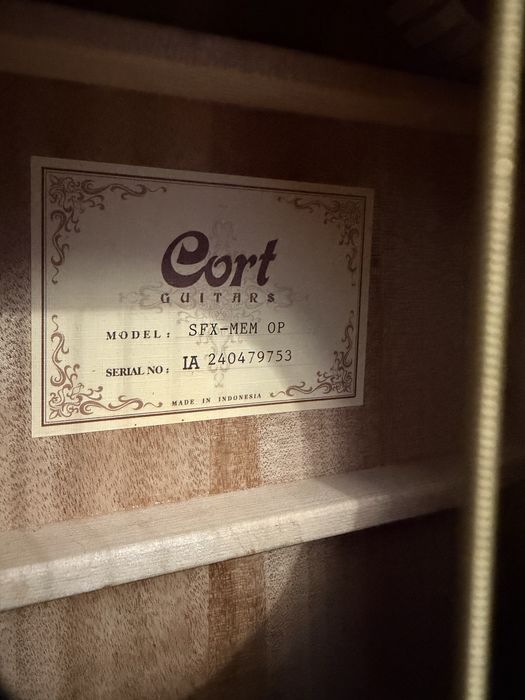 Cort
GUITARS
MODEL: SFX-MEM OP
SERIAL NO: IA 240479753
MADE IN INDONESIA